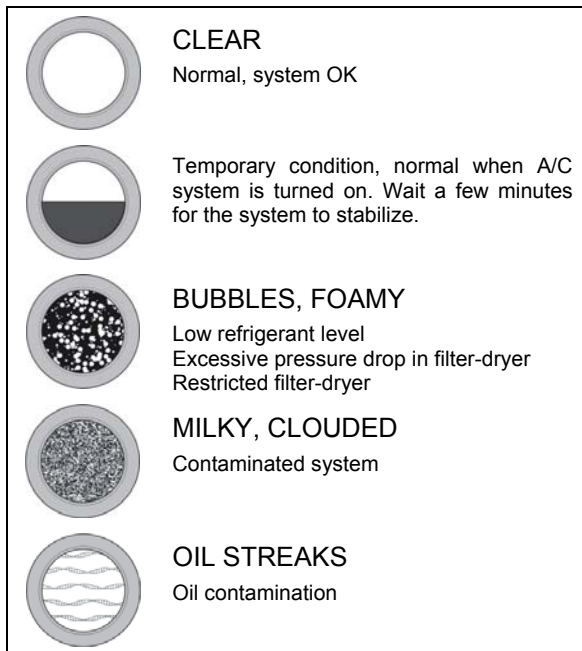 CLEAR
Normal, system OK
Temporary condition, normal when A/C
system is turned on. Wait a few minutes
for the system to stabilize.
BUBBLES, FOAMY
Low refrigerant level
Excessive pressure drop in filter-dryer
Restricted filter-dryer
MILKY, CLOUDED
Contaminated system
OIL STREAKS
Oil contamination